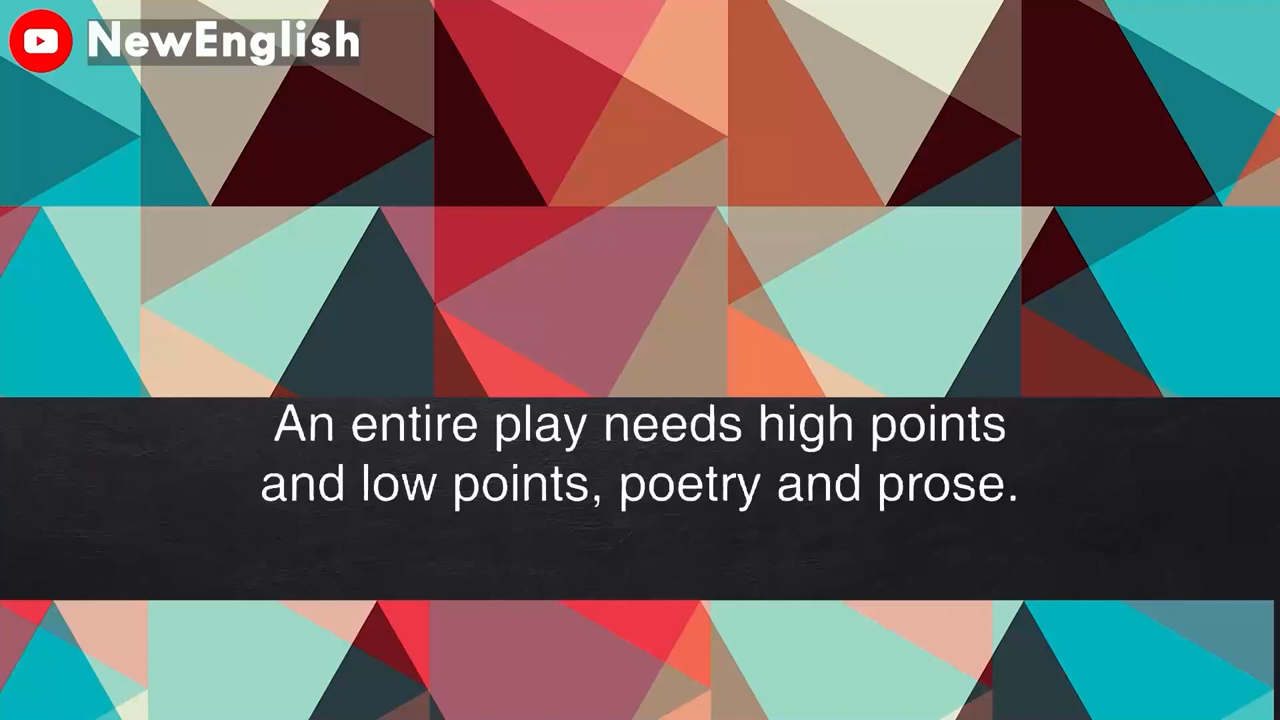 NewEnglish
An entire play needs high points
and low points, poetry and prose.